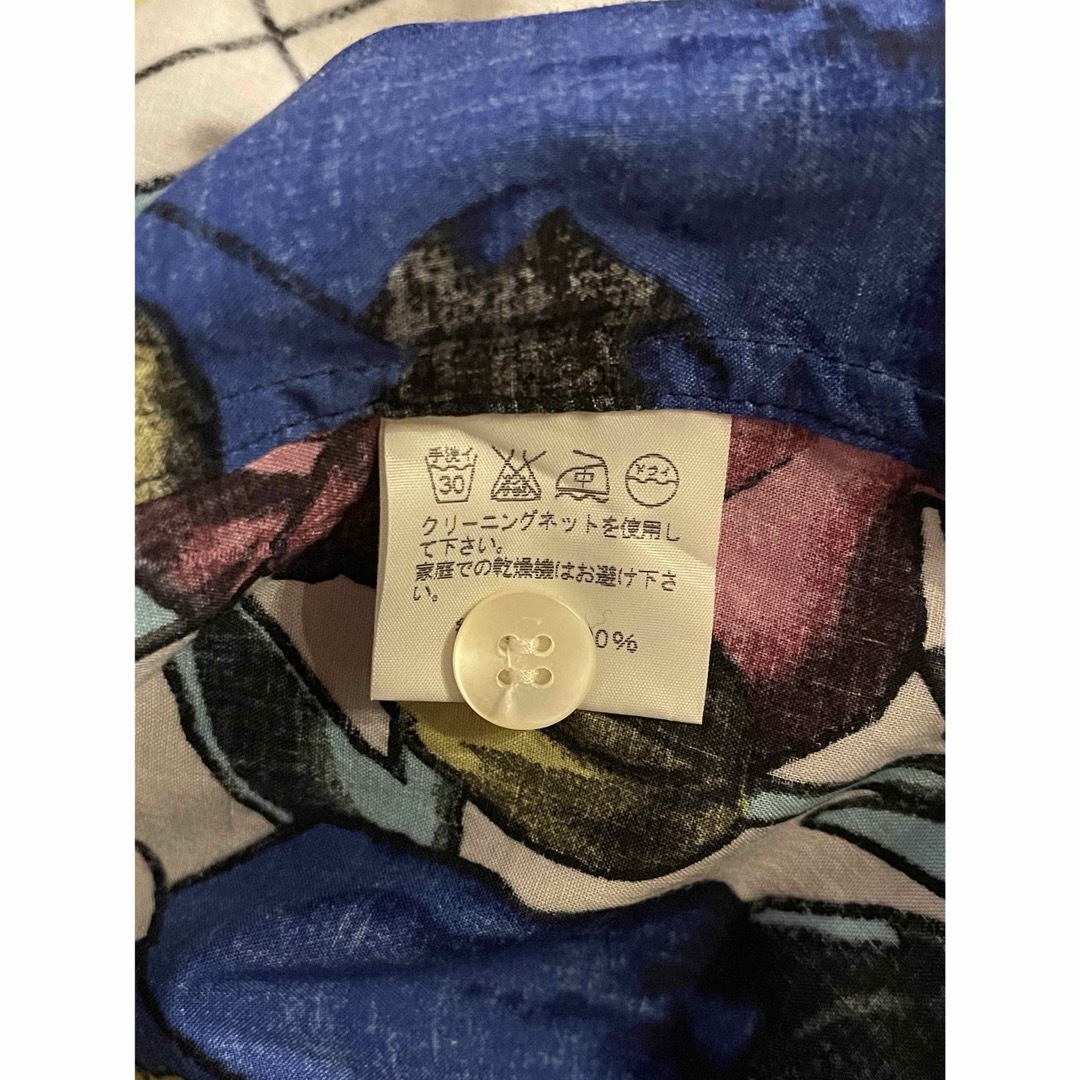 手洗イ
30
中
ドライ
クリーニングネットを使用し
て下さい。
家庭での乾燥機はお避け下さ
い。
00%